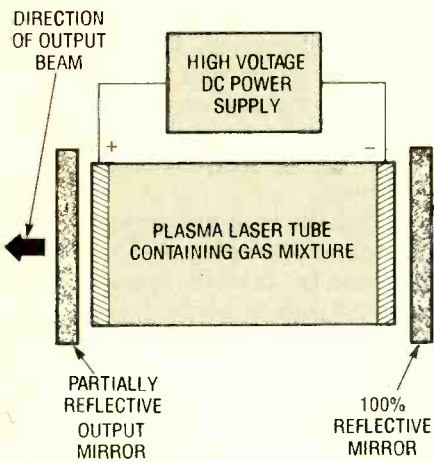 DIRECTION
OF OUTPUT
BEAM
HIGH VOLTAGE
DC POWER
SUPPLY
+
−
PLASMA LASER TUBE
CONTAINING GAS MIXTURE
PARTIALLY
REFLECTIVE
OUTPUT
MIRROR
100%
REFLECTIVE
MIRROR